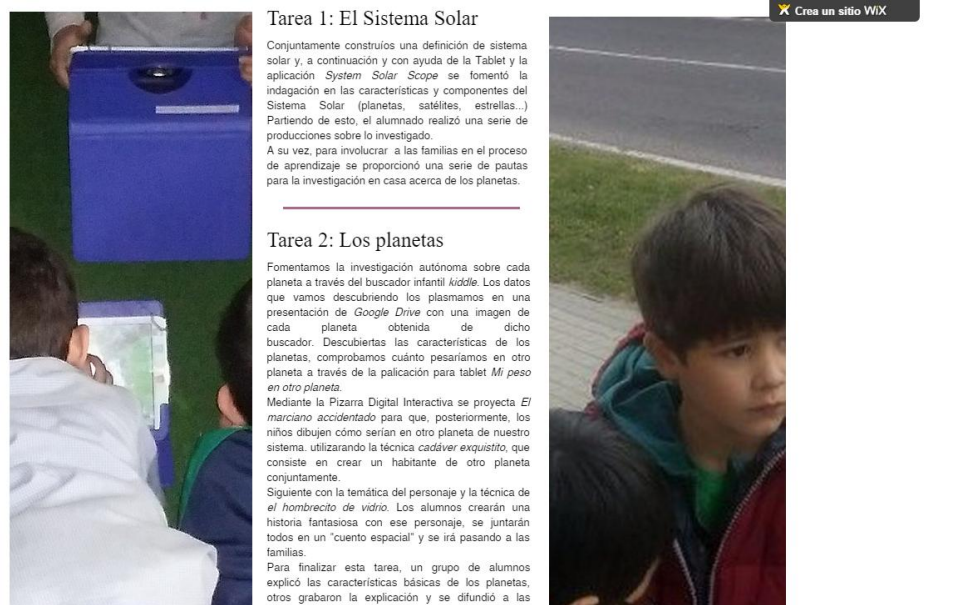 Crea un sitio WiX
Tarea 1: El Sistema Solar
Conjuntamente construíos una definición de sistema
solar y, a continuación y con ayuda de la Tablet y la
aplicación System Solar Scope se fomentó la
indagación en las características y componentes del
Sistema Solar (planetas, satélites, estrellas...)
Partiendo de esto, el alumnado realizó una serie de
producciones sobre lo investigado.
A su vez, para involucrar a las familias en el proceso
de aprendizaje se proporcionó una serie de pautas
para la investigación en casa acerca de los planetas.
Tarea 2: Los planetas
Fomentamos la investigación autónoma sobre cada
planeta a través del buscador infantil kiddle. Los datos
que vamos descubriendo los plasmamos en una
presentación de Google Drive con una imagen de
cada planeta obtenida de dicho
buscador. Descubiertas las características de los
planetas, comprobamos cuánto pesaríamos en otro
planeta a través de la palicación para tablet Mi peso
en otro planeta.
Mediante la Pizarra Digital Interactiva se proyecta El
marciano accidentado para que, posteriormente, los
niños dibujen cómo serían en otro planeta de nuestro
sistema. utilizarando la técnica cadáver exquistito, que
consiste en crear un habitante de otro planeta
conjuntamente.
Siguiente con la temática del personaje y la técnica de
el hombrecito de vidrio. Los alumnos crearán una
historia fantasiosa con ese personaje, se juntarán
todos en un "cuento espacial" y se irá pasando a las
familias.
Para finalizar esta tarea, un grupo de alumnos
explicó las características básicas de los planetas,
otros grabaron la explicación y se difundió a las